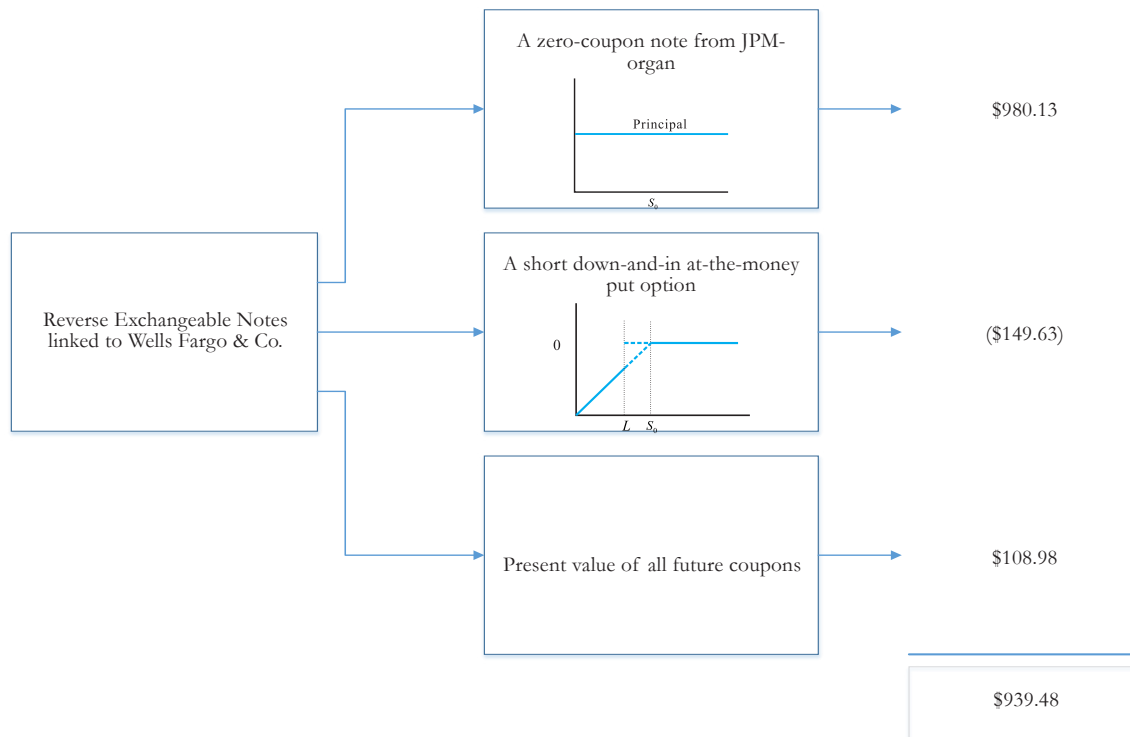 A zero-coupon note from JPM-
organ
Principal
S₀
$980.13
Reverse Exchangeable Notes
linked to Wells Fargo & Co.
A short down-and-in at-the-money
put option
0
L S₀
($149.63)
Present value of all future coupons
$108.98
$939.48